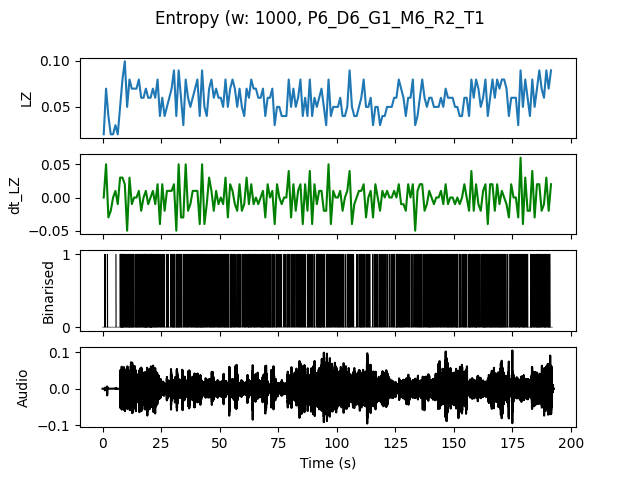 Entropy (w: 1000, P6_D6_G1_M6_R2_T1
0.10
0.05
LZ
0.05
0.00
−0.05
dt_LZ
1
0
Binarised
0.1
0.0
−0.1
Audio
0 25 50 75 100 125 150 175 200
Time (s)